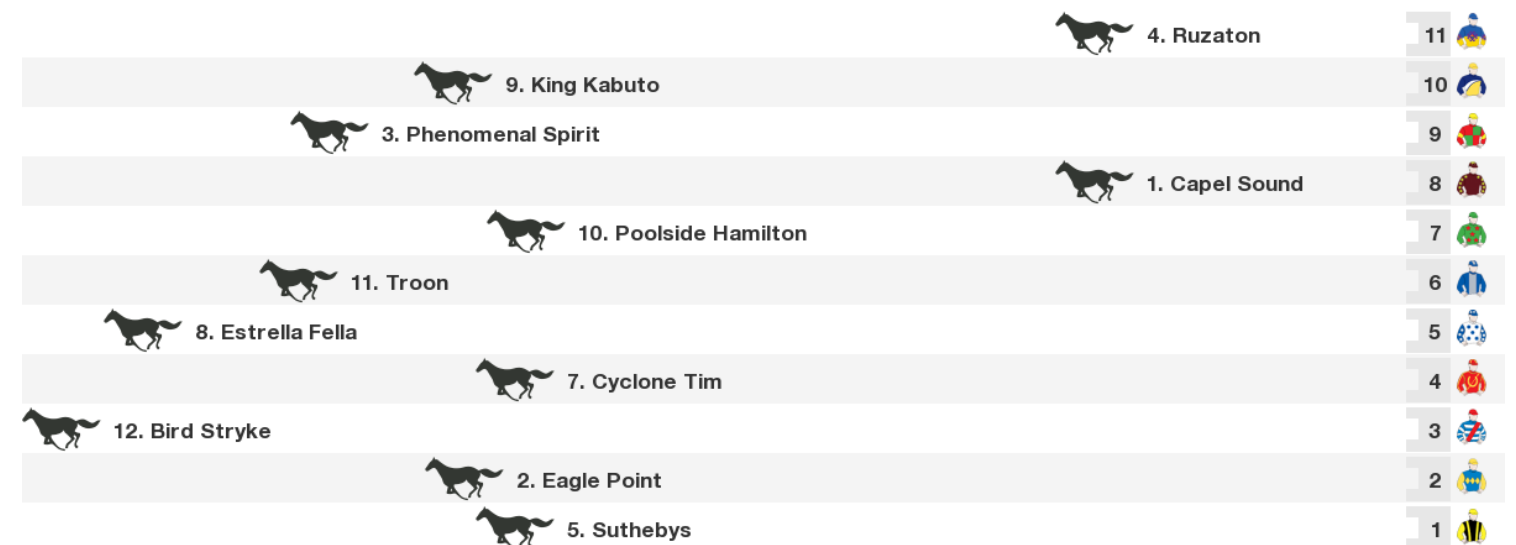 4. Ruzaton 11
9. King Kabuto 10
3. Phenomenal Spirit 9
1. Capel Sound 8
10. Poolside Hamilton 7
11. Troon 6
8. Estrella Fella 5
7. Cyclone Tim 4
12. Bird Stryke 3
2. Eagle Point 2
5. Suthebys 1